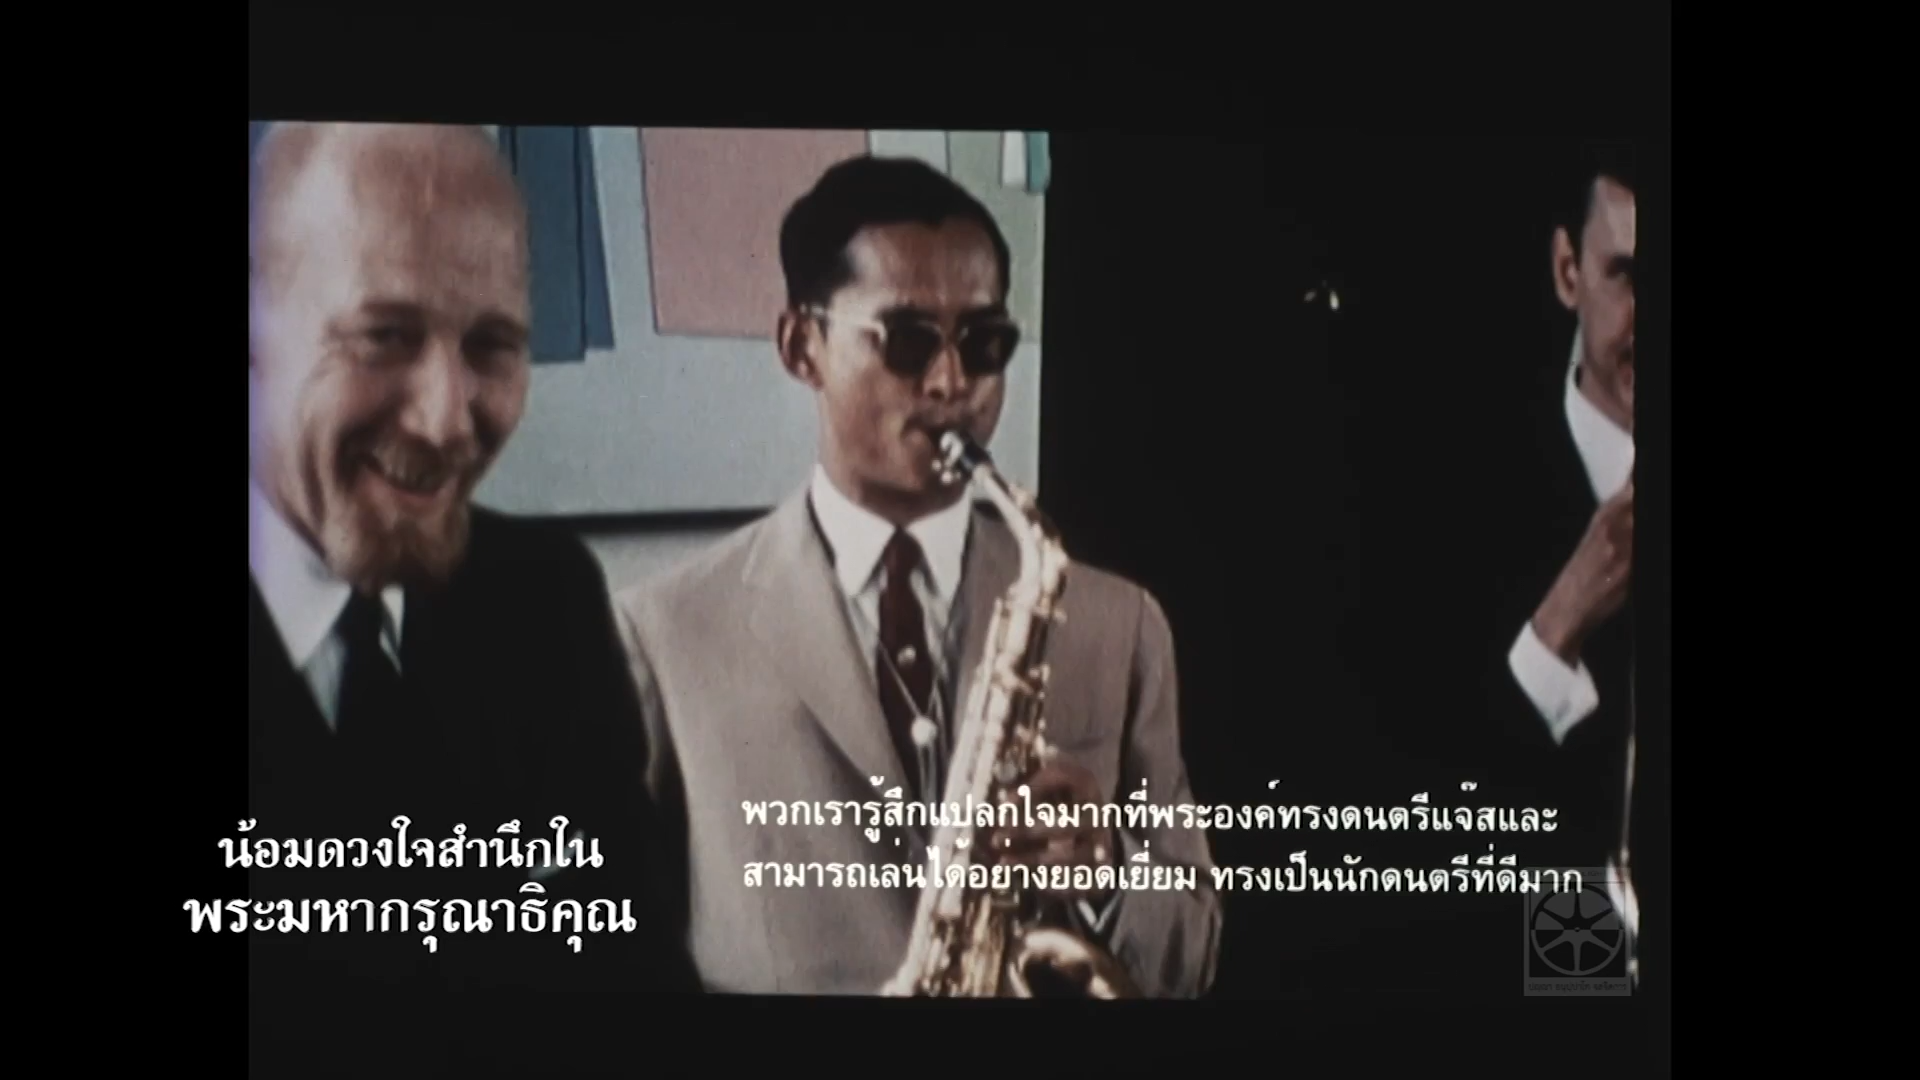 น้อมดวงใจสำนึกใน
พระมหากรุณาธิคุณ
พวกเรารู้สึกแปลกใจมากที่พระองค์ทรงดนตรีแจ๊สและ
สามารถเล่นได้อย่างยอดเยี่ยม ทรงเป็นนักดนตรีที่ดีมาก